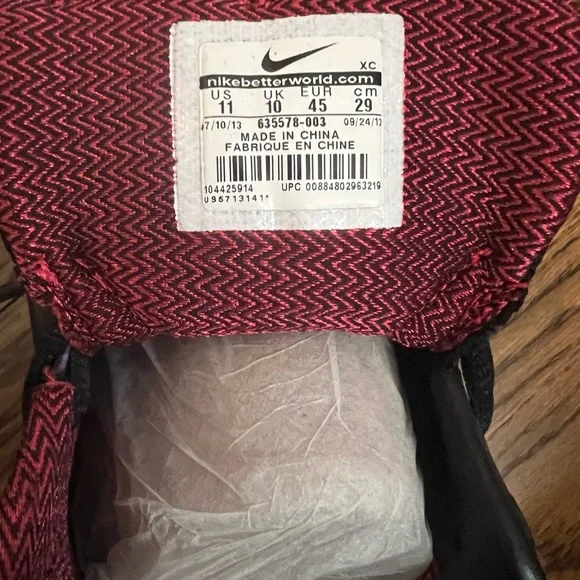 XC
nikebetterworld.com
US UK EUR cm
11 10 45 29
7/10/13 635578-003 09/24/13
MADE IN CHINA
FABRIQUE EN CHINE
104425914 UPC 00884802963219